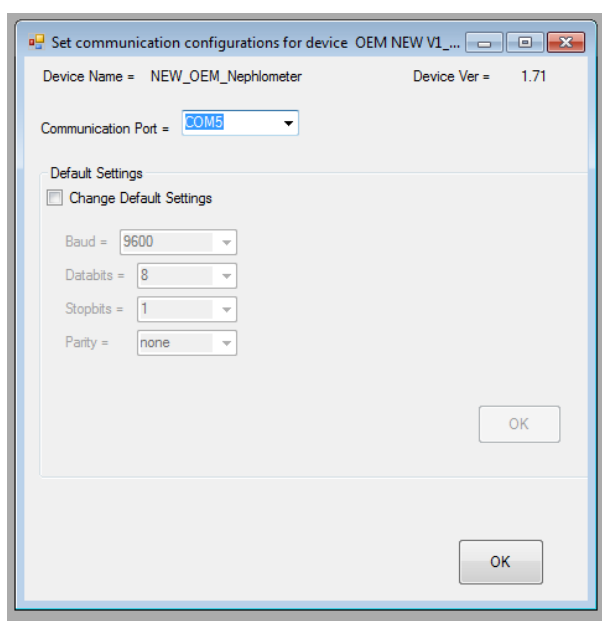 Set communication configurations for device OEM NEW V1_...
Device Name = NEW_OEM_Nephlometer Device Ver = 1.71
Communication Port = COM5
Default Settings
Change Default Settings
Baud = 9600
Databits = 8
Stopbits = 1
Parity = none
OK
OK